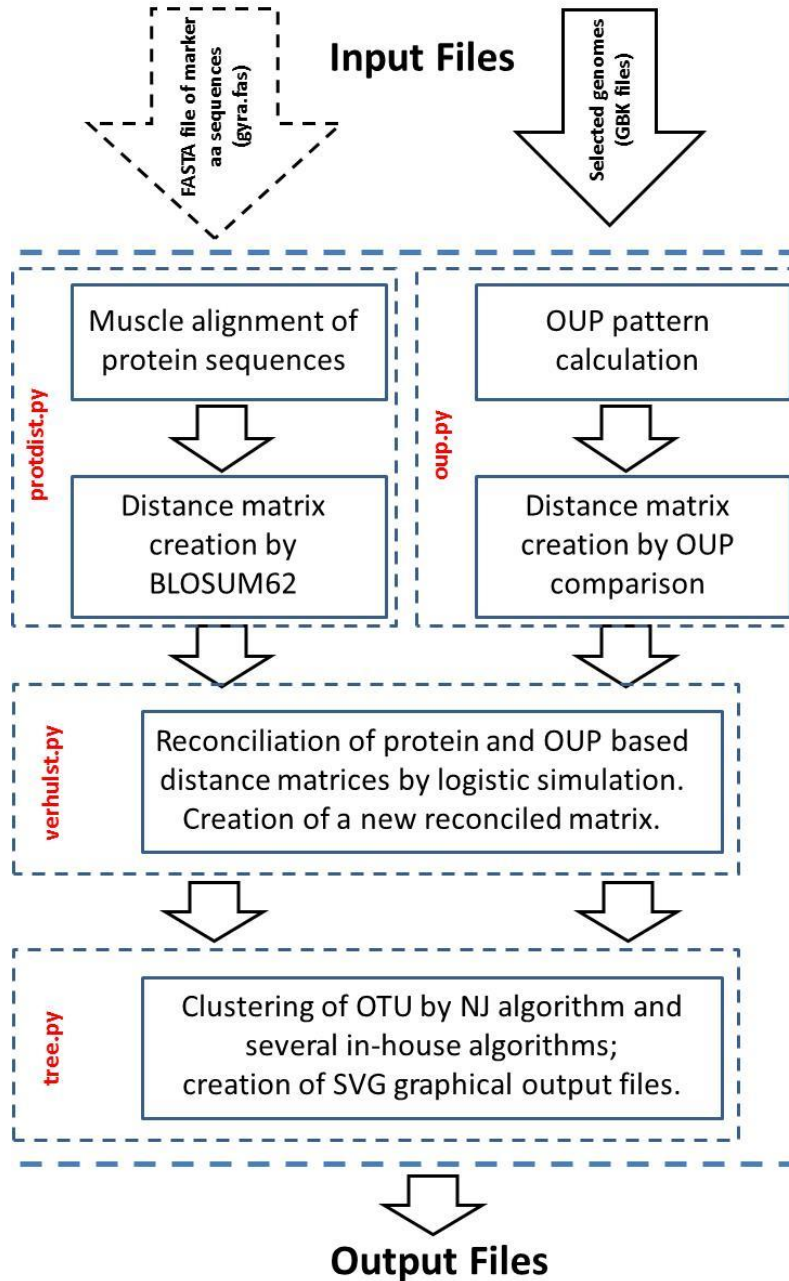 Input Files
FASTA file of marker
aa sequences
(gyra.fas)
Selected genomes
(GBK files)
protdist.py
Muscle alignment of
protein sequences
Distance matrix
creation by
BLOSUM62
oup.py
OUP pattern
calculation
Distance matrix
creation by OUP
comparison
verhulst.py
Reconciliation of protein and OUP based
distance matrices by logistic simulation.
Creation of a new reconciled matrix.
tree.py
Clustering of OTU by NJ algorithm and
several in-house algorithms;
creation of SVG graphical output files.
Output Files